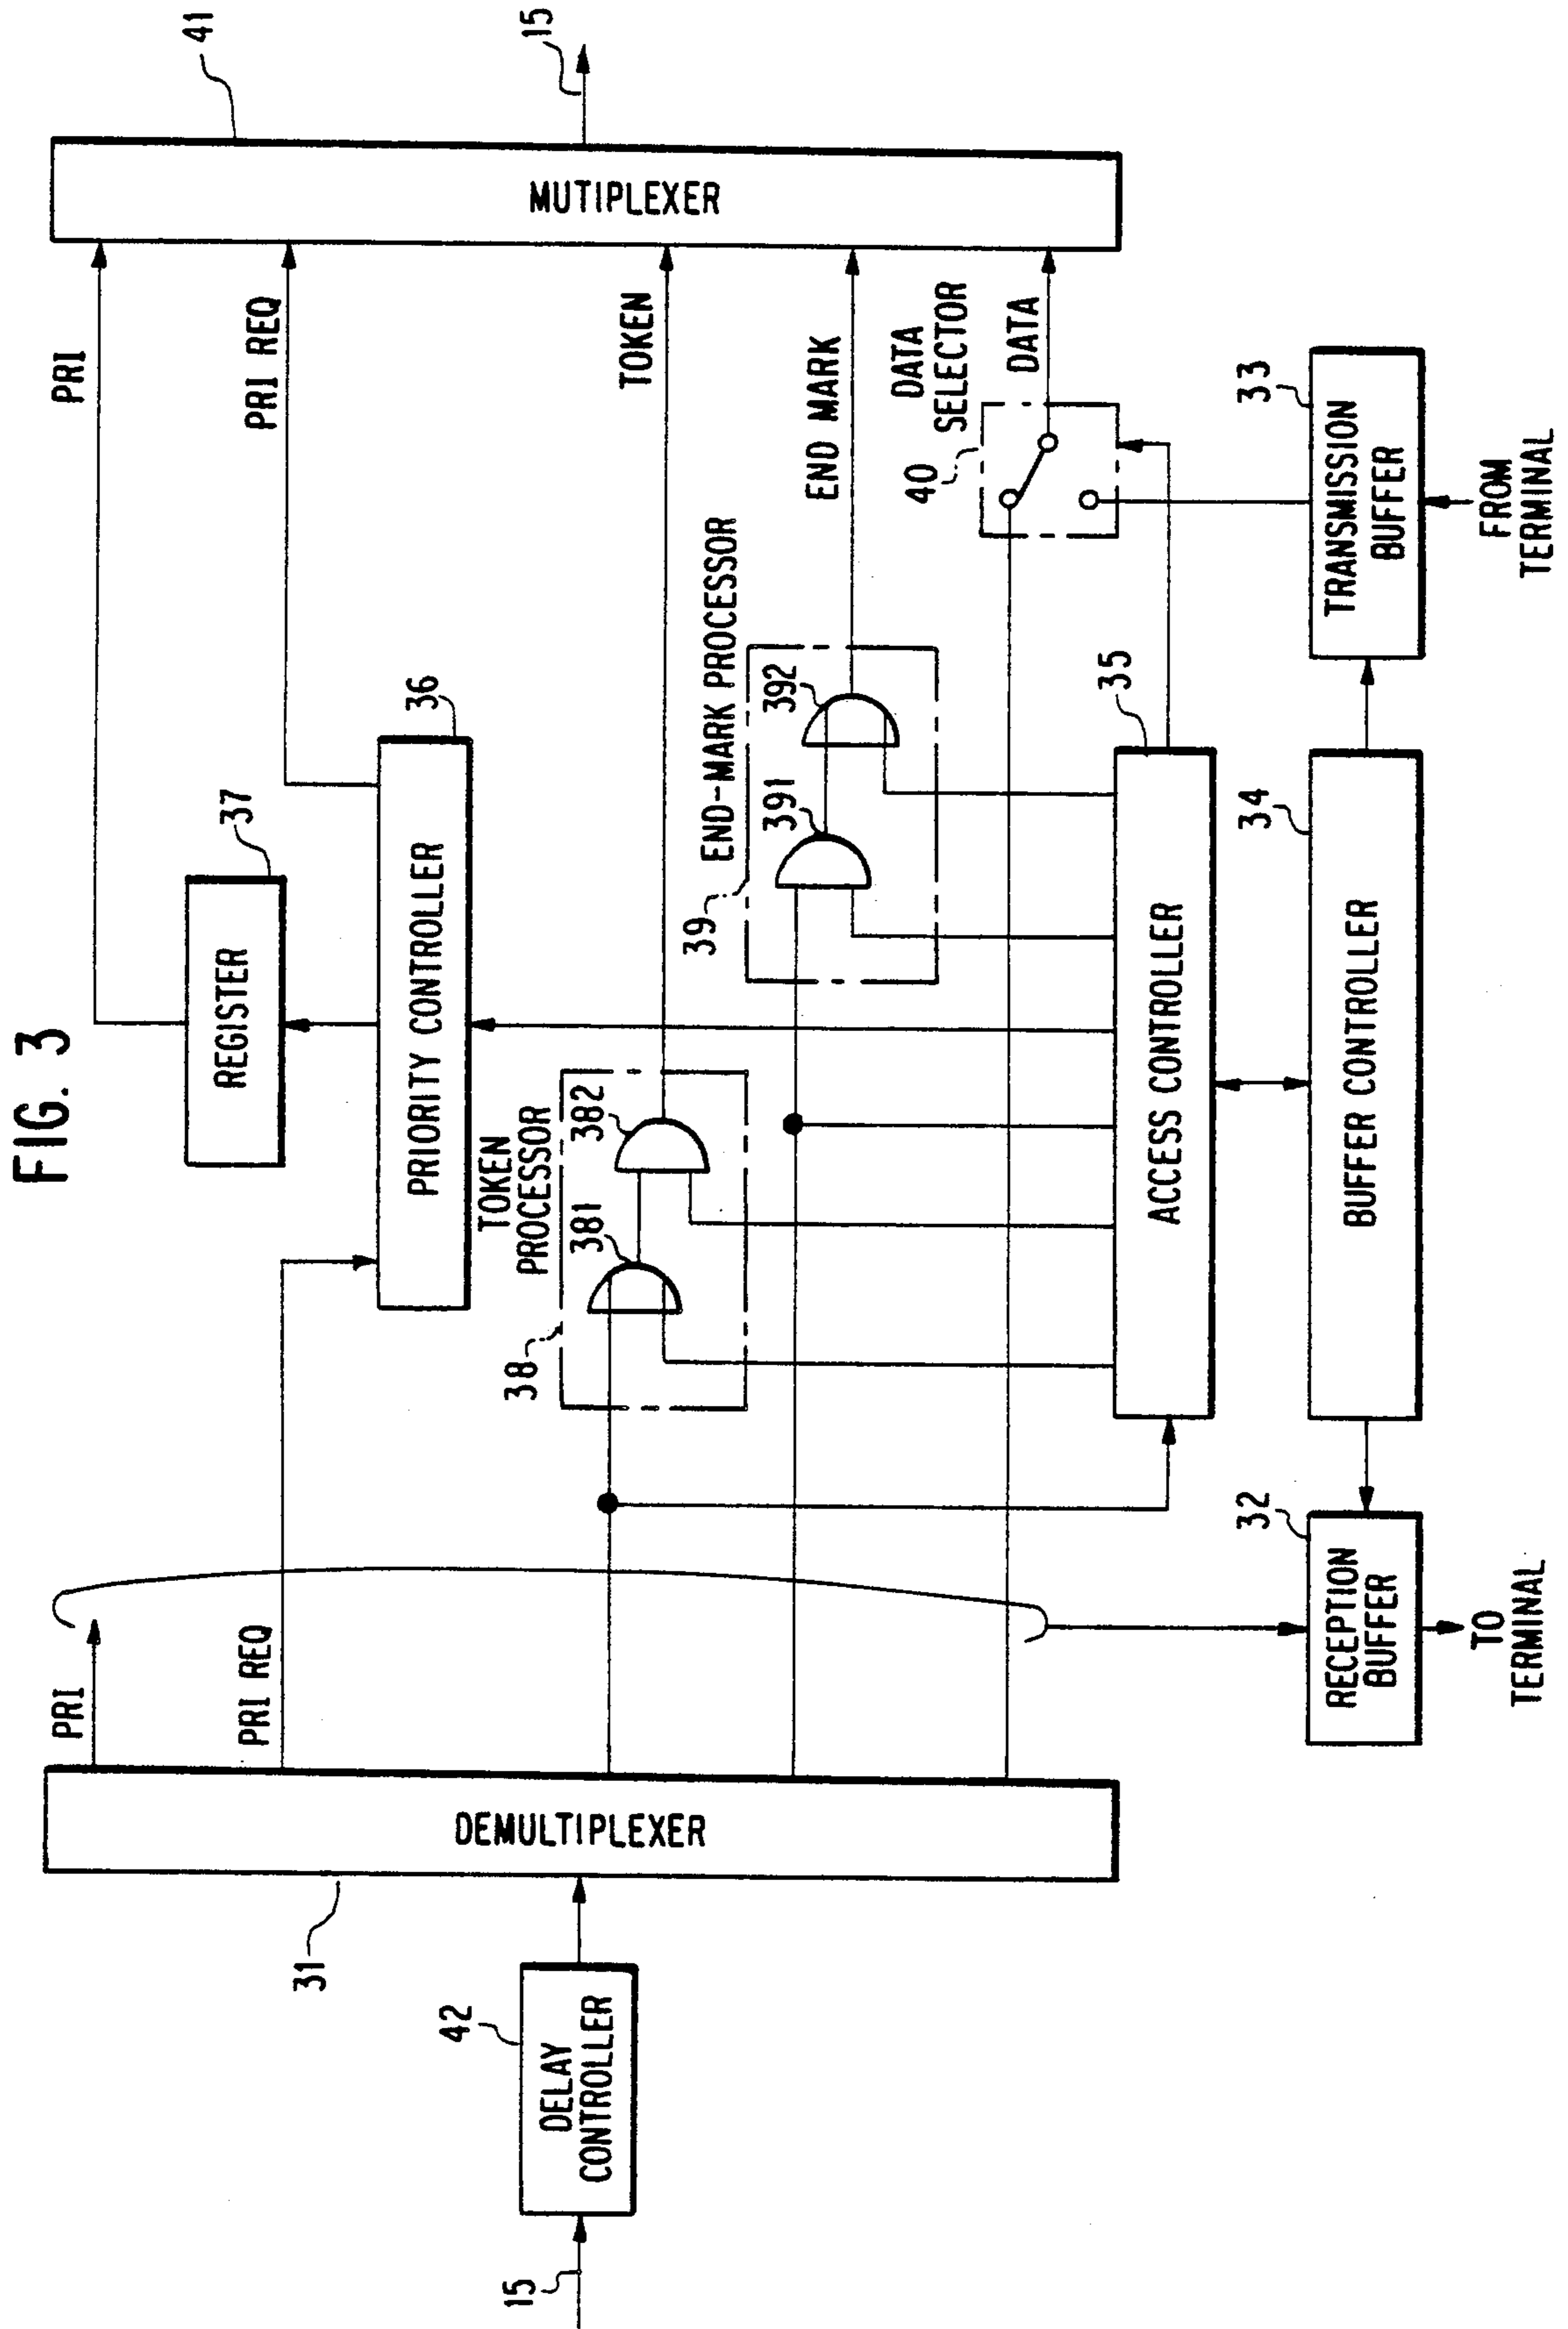 FIG. 3
15
42
DELAY
CONTROLLER
31
DEMULTIPLEXER
PRI
PRI REQ
REGISTER
37
PRIORITY CONTROLLER
36
38
TOKEN
PROCESSOR
381
382
39
END-MARK PROCESSOR
391
392
PRI
PRI REQ
TOKEN
END MARK
DATA
SELECTOR
40
DATA
MUTIPLEXER
41
15
ACCESS CONTROLLER
35
BUFFER CONTROLLER
34
32
RECEPTION
BUFFER
TO
TERMINAL
33
TRANSMISSION
BUFFER
FROM
TERMINAL